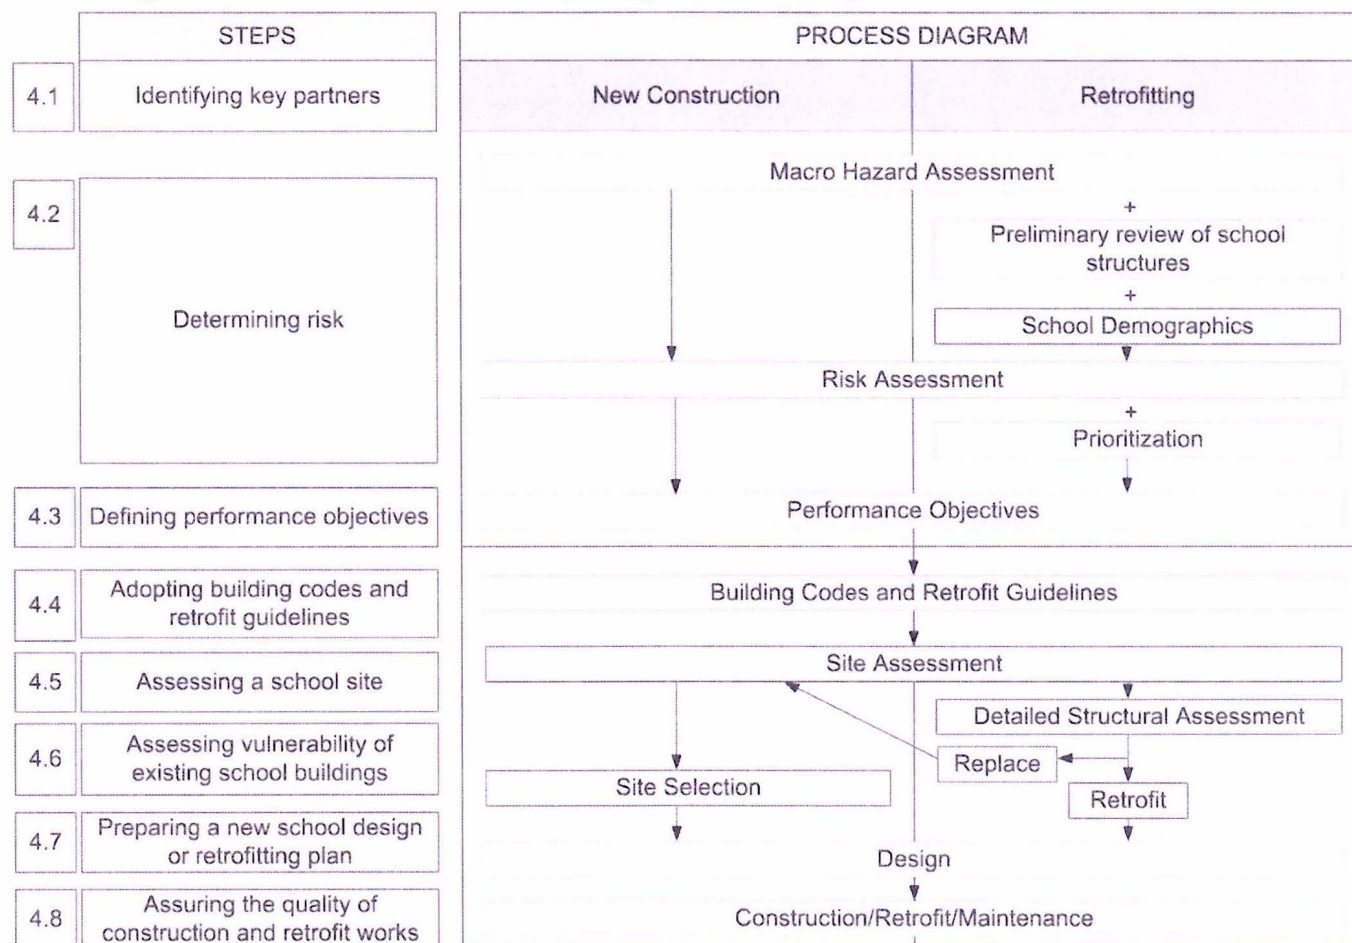 STEPS
PROCESS DIAGRAM
4.1
Identifying key partners
New Construction
Retrofitting
Macro Hazard Assessment
4.2
Determining risk
+
Preliminary review of school
structures
+
School Demographics
Risk Assessment
+
Prioritization
4.3
Defining performance objectives
Performance Objectives
4.4
Adopting building codes and
retrofit guidelines
Building Codes and Retrofit Guidelines
4.5
Assessing a school site
Site Assessment
Detailed Structural Assessment
4.6
Assessing vulnerability of
existing school buildings
Replace
Site Selection
Retrofit
4.7
Preparing a new school design
or retrofitting plan
Design
4.8
Assuring the quality of
construction and retrofit works
Construction/Retrofit/Maintenance